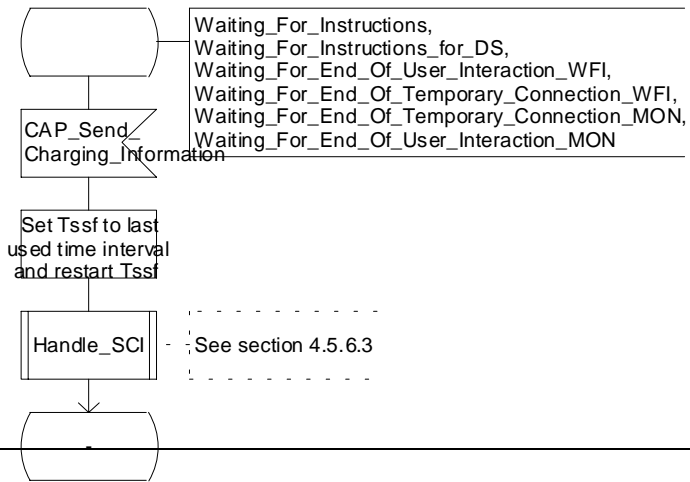 Waiting_For_Instructions,
Waiting_For_Instructions_for_DS,
Waiting_For_End_Of_User_Interaction_WFI,
Waiting_For_End_Of_Temporary_Connection_WFI,
Waiting_For_End_Of_Temporary_Connection_MON,
Waiting_For_End_Of_User_Interaction_MON
CAP_Send_
Charging_Information
Set Tssf to last
used time interval
and restart Tssf
Handle_SCI
See section 4.5.6.3
-